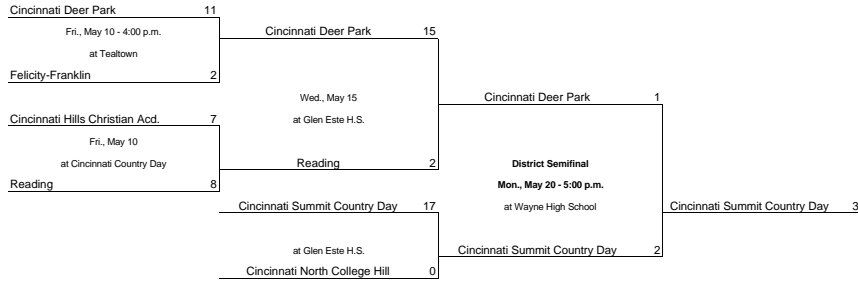 Cincinnati Deer Park 11
Fri., May 10 - 4:00 p.m.
at Tealtown
Felicity-Franklin 2
Cincinnati Hills Christian Acd. 7
Fri., May 10
at Cincinnati Country Day
Reading 8
Cincinnati Deer Park 15
Wed., May 15
at Glen Este H.S.
Reading 2
Cincinnati Summit Country Day 17
at Glen Este H.S.
Cincinnati North College Hill 0
Cincinnati Deer Park 1
District Semifinal
Mon., May 20 - 5:00 p.m.
at Wayne High School
Cincinnati Summit Country Day 2
Cincinnati Summit Country Day 3